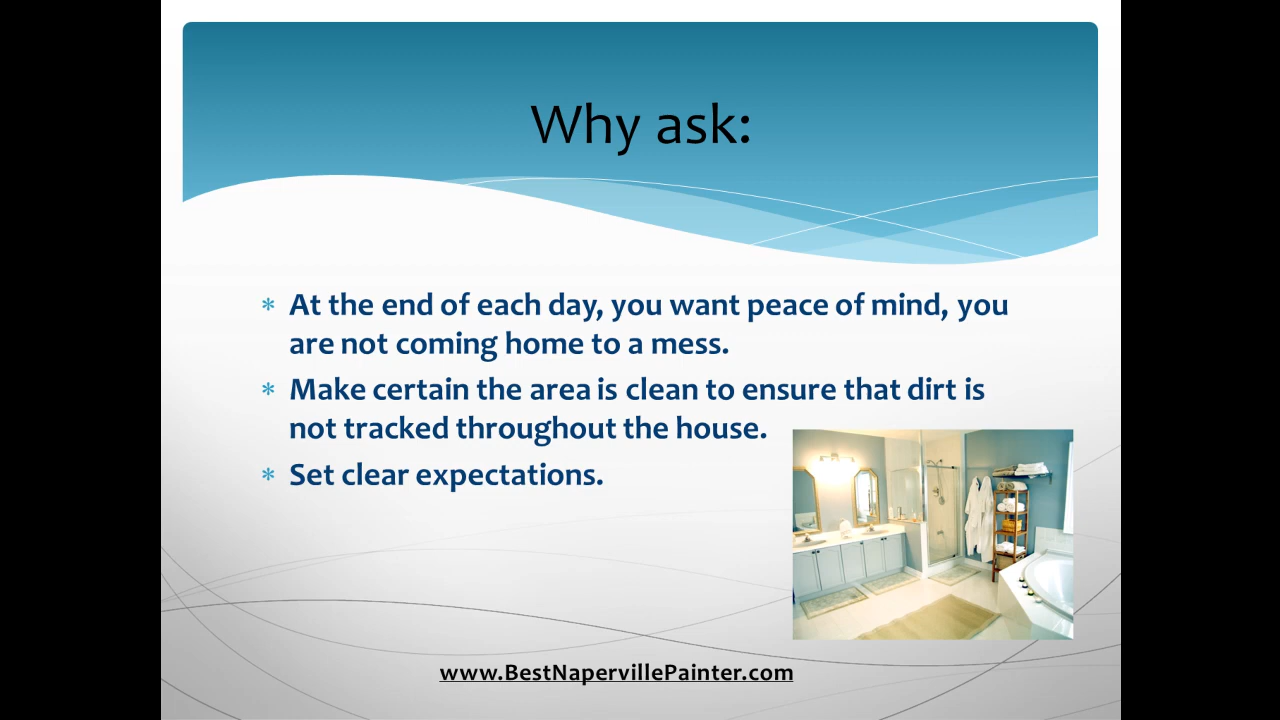 Why ask:
* At the end of each day, you want peace of mind, you
are not coming home to a mess.
* Make certain the area is clean to ensure that dirt is
not tracked throughout the house.
* Set clear expectations.
www.BestNapervillePainter.com